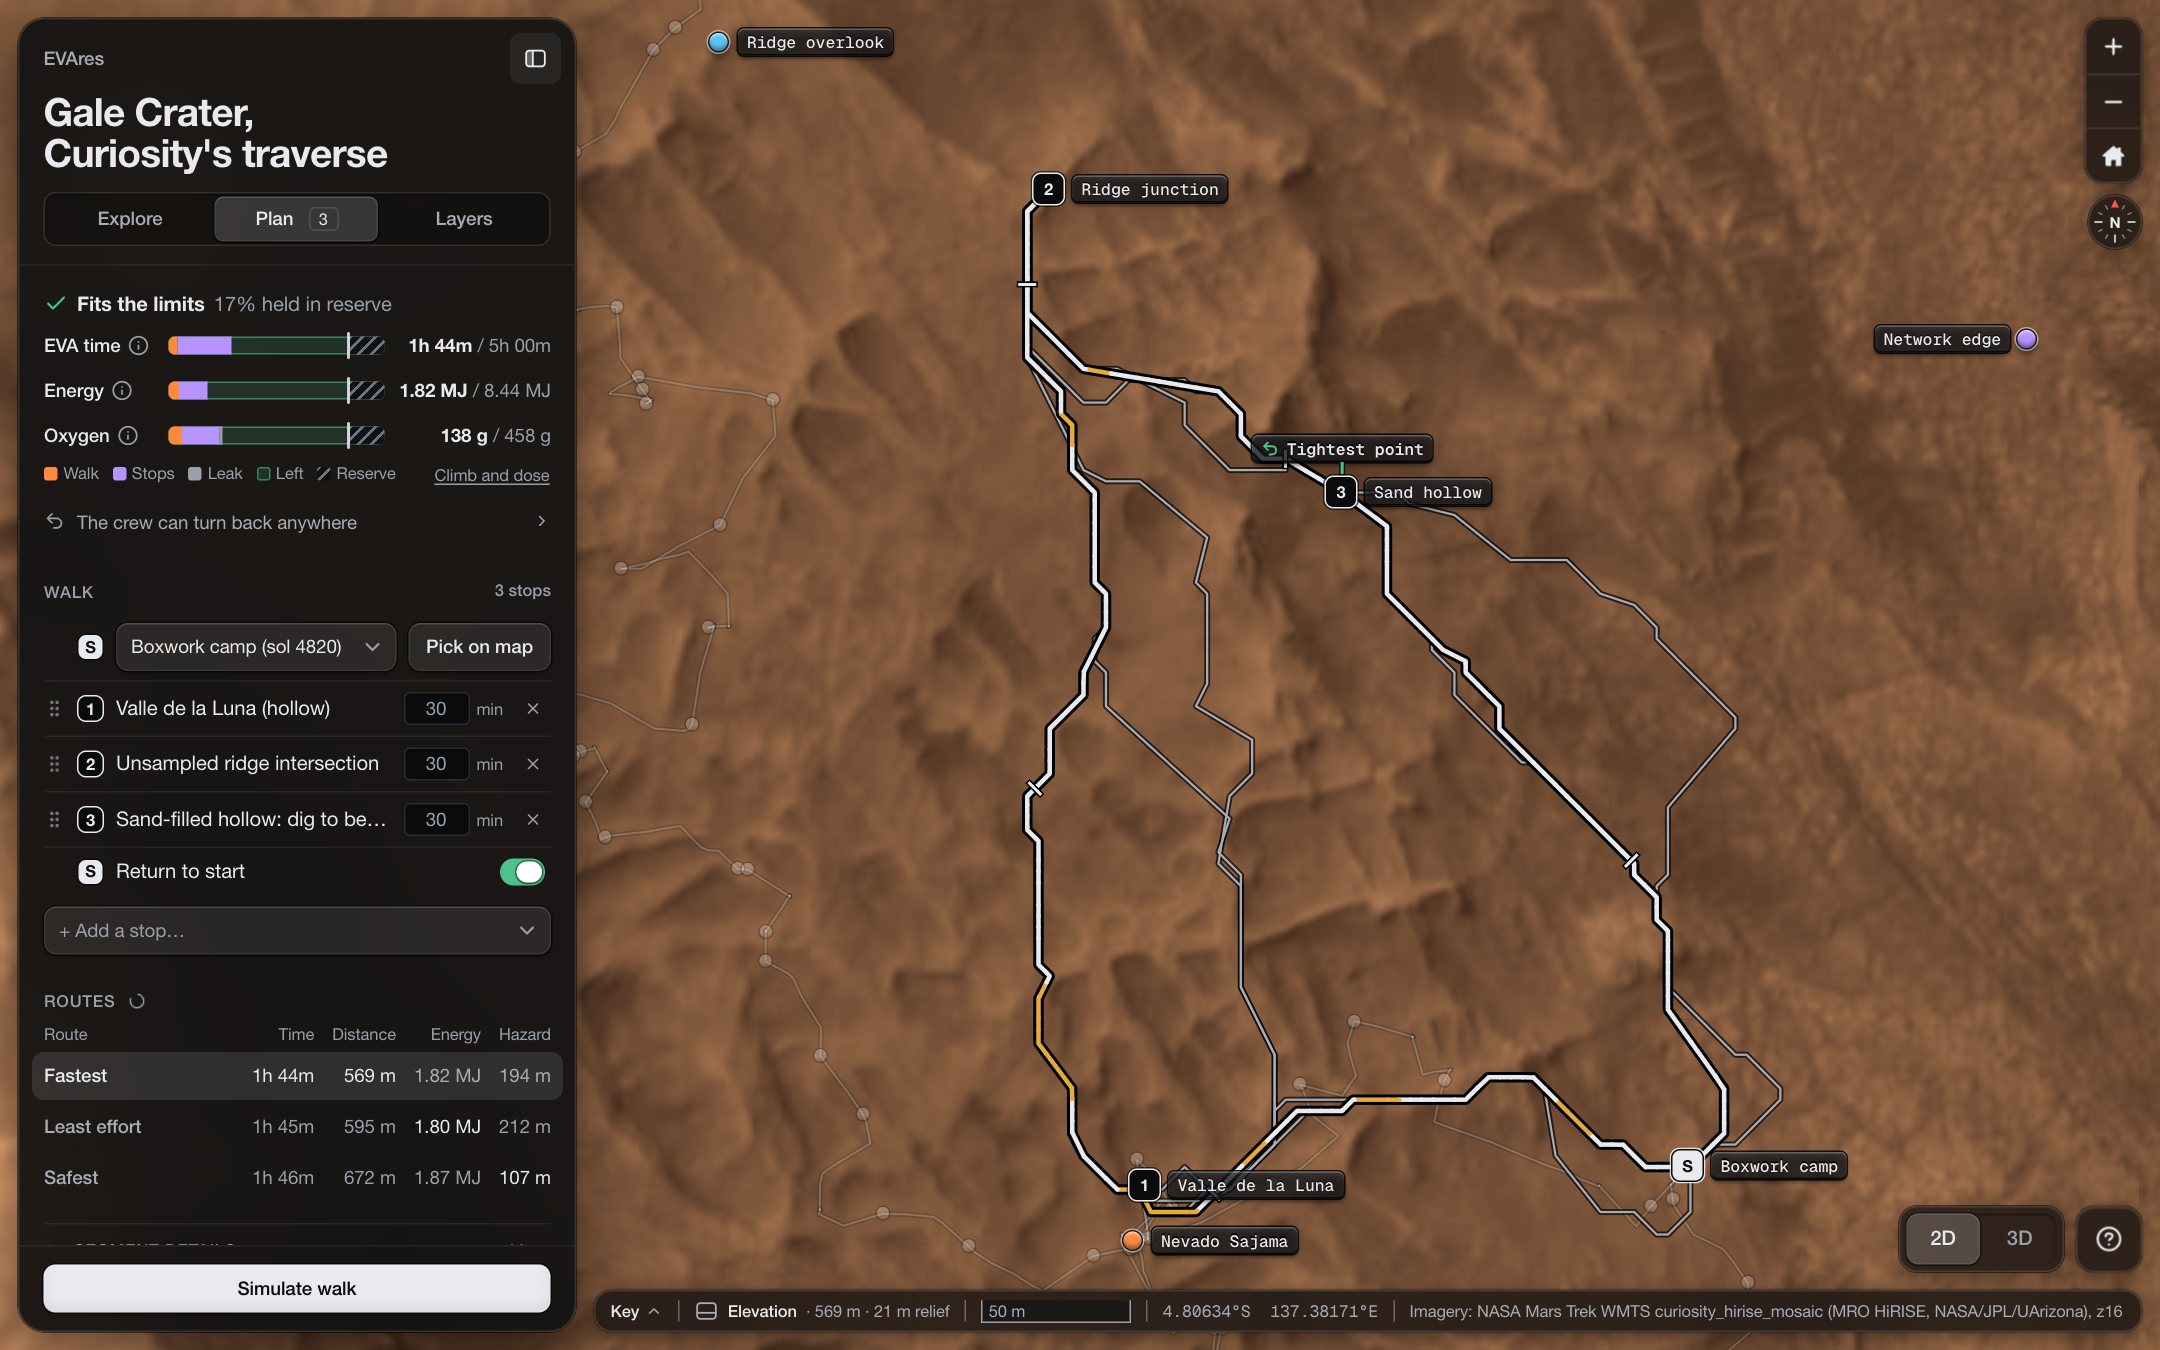 EVAres
Gale Crater,
Curiosity's traverse
Explore
Plan 3
Layers
Fits the limits 17% held in reserve
EVA time 1h 44m / 5h 00m
Energy 1.82 MJ / 8.44 MJ
Oxygen 138 g / 458 g
Walk Stops Leak Left Reserve Climb and dose
The crew can turn back anywhere
WALK 3 stops
S Boxwork camp (sol 4820) Pick on map
1 Valle de la Luna (hollow) 30 min
2 Unsampled ridge intersection 30 min
3 Sand-filled hollow: dig to be… 30 min
S Return to start
+ Add a stop…
ROUTES
Route Time Distance Energy Hazard
Fastest 1h 44m 569 m 1.82 MJ 194 m
Least effort 1h 45m 595 m 1.80 MJ 212 m
Safest 1h 46m 672 m 1.87 MJ 107 m
Simulate walk
Ridge overlook
2 Ridge junction
Network edge
Tightest point
3 Sand hollow
1 Valle de la Luna
S Boxwork camp
Nevado Sajama
N
2D 3D
Key Elevation · 569 m · 21 m relief 50 m 4.80634°S 137.38171°E Imagery: NASA Mars Trek WMTS curiosity_hirise_mosaic (MRO HiRISE, NASA/JPL/UArizona), z16